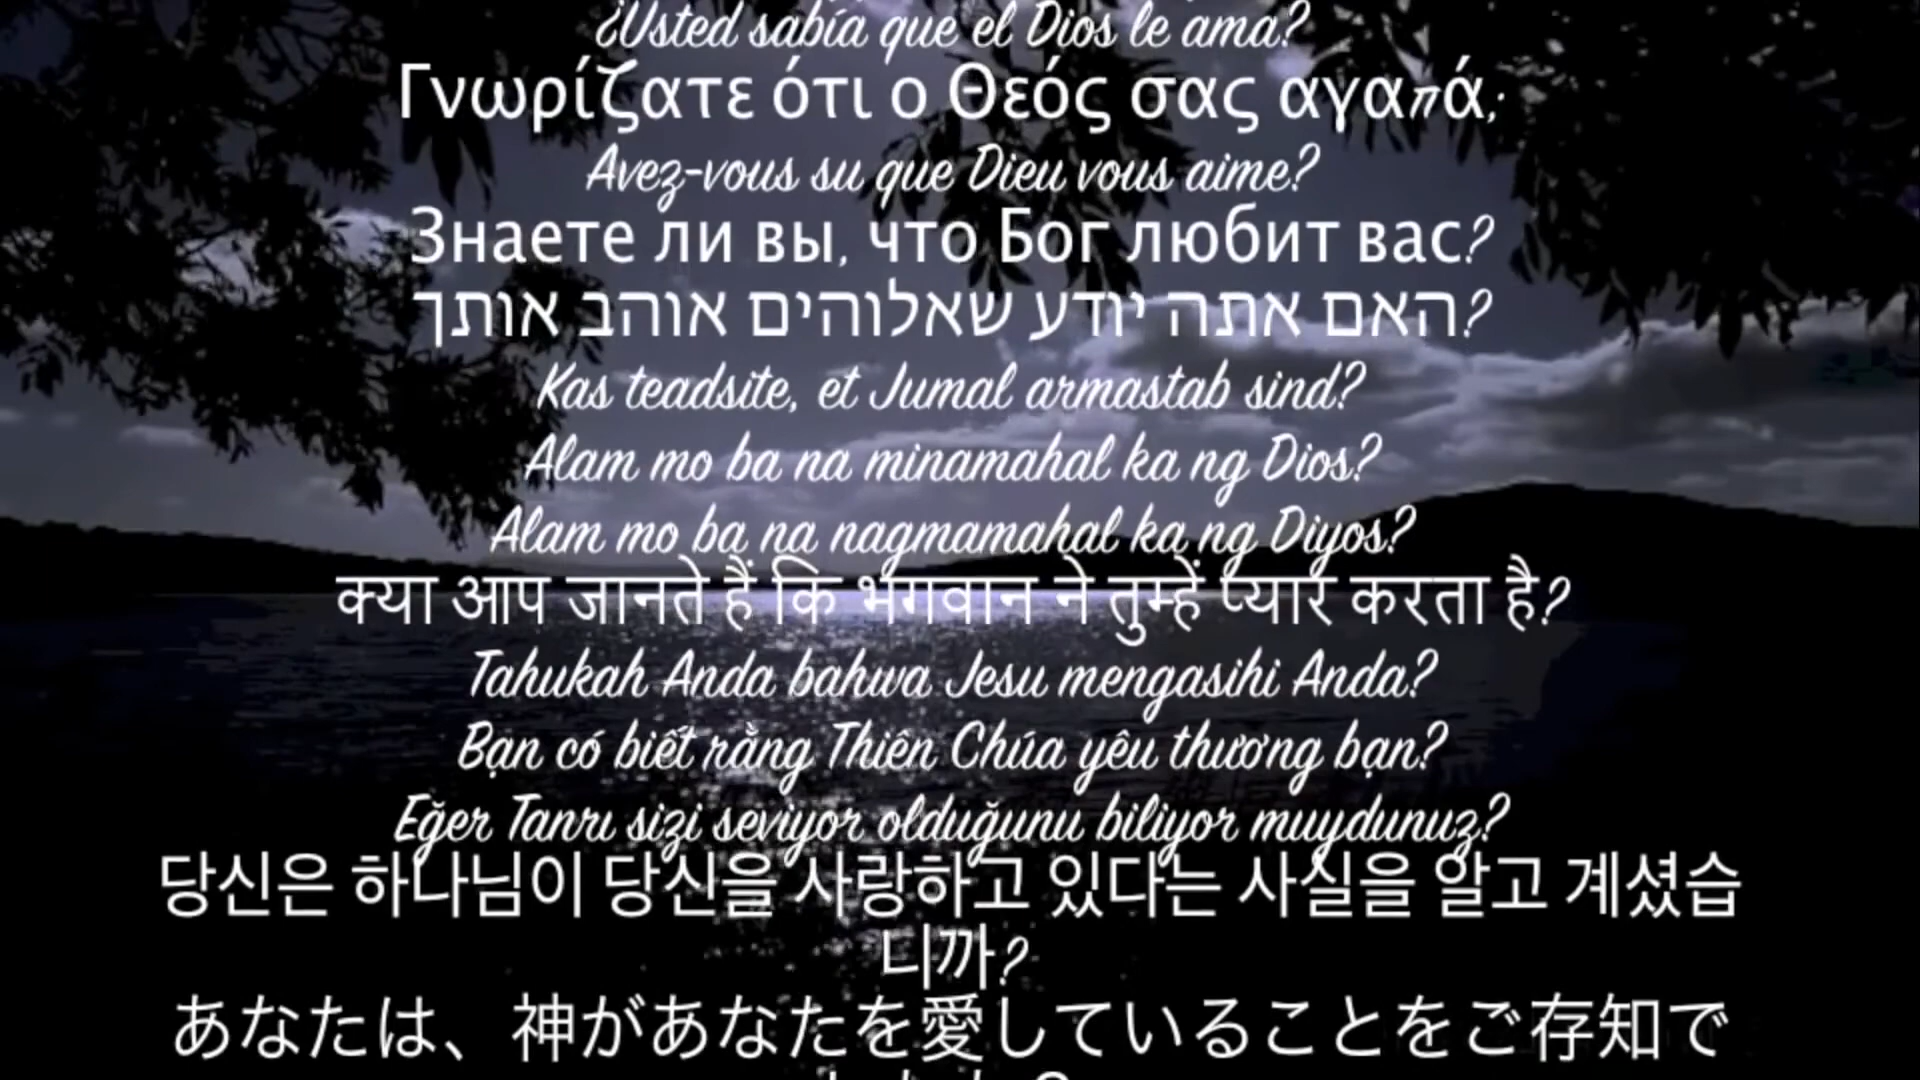 ¿Usted sabía que el Dios le ama?
Γνωρίζατε ότι ο Θεός σας αγαπά;
Avez-vous su que Dieu vous aime?
Знаете ли вы, что Бог любит вас?
האם אתה יודע שאלוהים אוהב אותך?
Kas teadsite, et Jumal armastab sind?
Alam mo ba na minamahal ka ng Dios?
Alam mo ba na nagmamahal ka ng Diyos?
क्या आप जानते हैं कि भगवान ने तुम्हें प्यार करता है?
Tahukah Anda bahwa Jesu mengasihi Anda?
Bạn có biết rằng Thiên Chúa yêu thương bạn?
Eğer Tanrı sizi seviyor olduğunu biliyor muydunuz?
당신은 하나님이 당신을 사랑하고 있다는 사실을 알고 계셨습
니까?
あなたは、神があなたを愛していることをご存知で